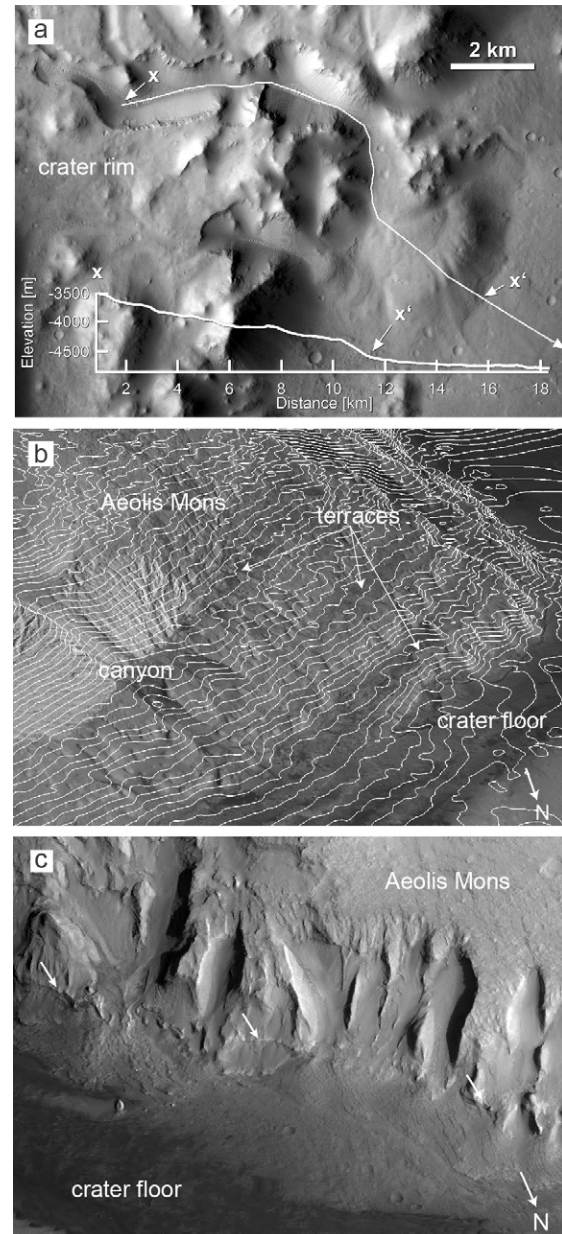 a
2 km
x
crater rim
x‘
x
Elevation [m]
-3500
-4000
-4500
x‘
2 4 6 8 10 12 14 16 18
Distance [km]
b
Aeolis Mons
terraces
canyon
crater floor
N
c
Aeolis Mons
crater floor
N